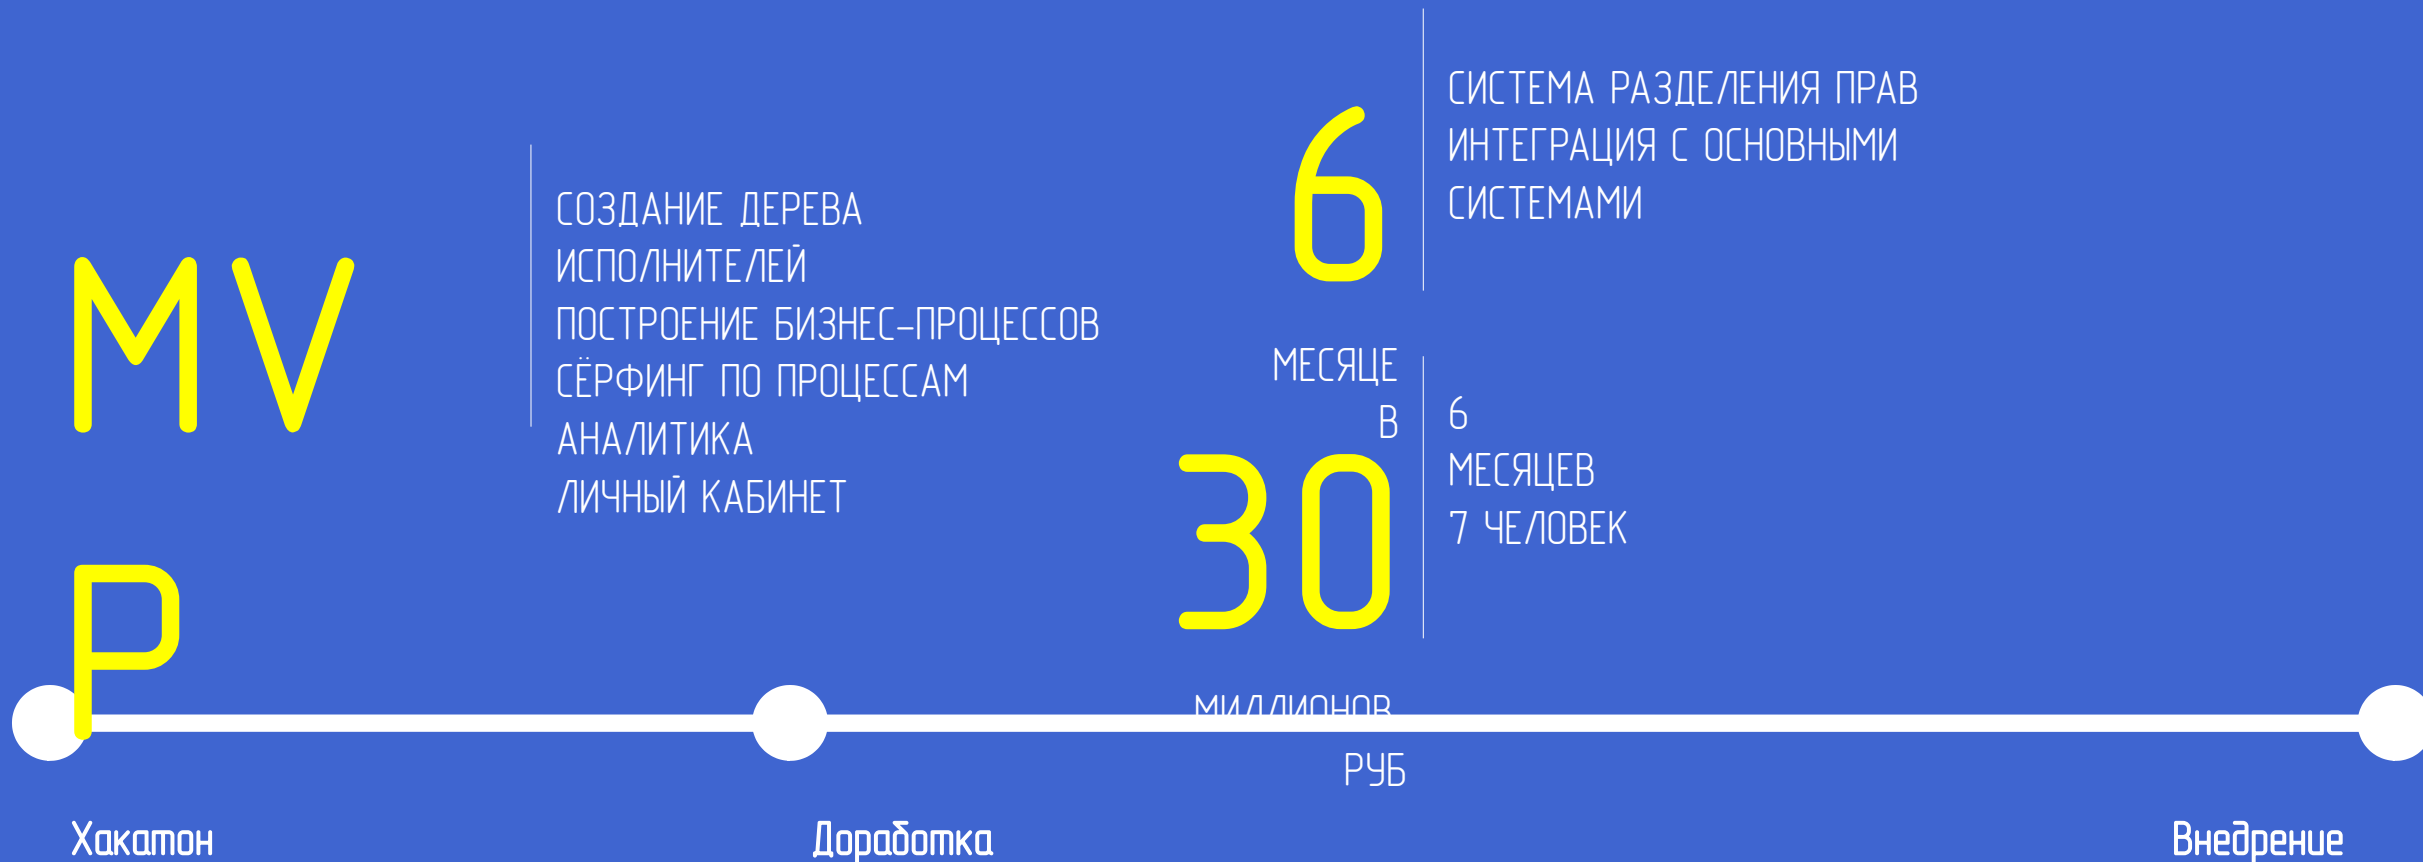 MV
P
СОЗДАНИЕ ДЕРЕВА
ИСПОЛНИТЕЛЕЙ
ПОСТРОЕНИЕ БИЗНЕС-ПРОЦЕССОВ
СЁРФИНГ ПО ПРОЦЕССАМ
АНАЛИТИКА
ЛИЧНЫЙ КАБИНЕТ
6
МЕСЯЦЕ
В
СИСТЕМА РАЗДЕЛЕНИЯ ПРАВ
ИНТЕГРАЦИЯ С ОСНОВНЫМИ
СИСТЕМАМИ
30
МИЛЛИОНОВ
РУБ
6
МЕСЯЦЕВ
7 ЧЕЛОВЕК
Хакатон
Доработка
Внедрение